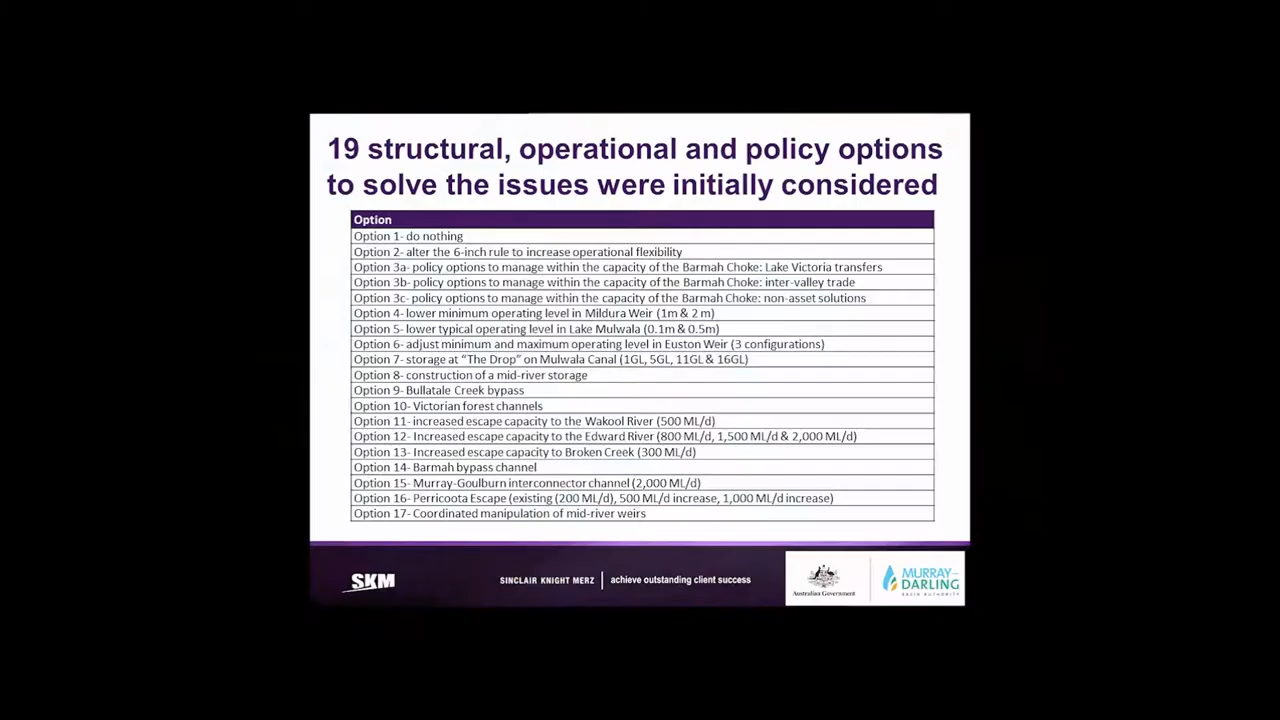 19 structural, operational and policy options
to solve the issues were initially considered
Option
Option 1- do nothing
Option 2- alter the 6-inch rule to increase operational flexibility
Option 3a- policy options to manage within the capacity of the Barmah Choke: Lake Victoria transfers
Option 3b- policy options to manage within the capacity of the Barmah Choke: inter-valley trade
Option 3c- policy options to manage within the capacity of the Barmah Choke: non-asset solutions
Option 4- lower minimum operating level in Mildura Weir (1m & 2 m)
Option 5- lower typical operating level in Lake Mulwala (0.1m & 0.5m)
Option 6- adjust minimum and maximum operating level in Euston Weir (3 configurations)
Option 7- storage at “The Drop” on Mulwala Canal (1GL, 5GL, 11GL & 16GL)
Option 8- construction of a mid-river storage
Option 9- Bullatale Creek bypass
Option 10- Victorian forest channels
Option 11- increased escape capacity to the Wakool River (500 ML/d)
Option 12- Increased escape capacity to the Edward River (800 ML/d, 1,500 ML/d & 2,000 ML/d)
Option 13- Increased escape capacity to Broken Creek (300 ML/d)
Option 14- Barmah bypass channel
Option 15- Murray-Goulburn interconnector channel (2,000 ML/d)
Option 16- Perricoota Escape (existing (200 ML/d), 500 ML/d increase, 1,000 ML/d increase)
Option 17- Coordinated manipulation of mid-river weirs
SKM
SINCLAIR KNIGHT MERZ | achieve outstanding client success
Australian Government
MURRAY–
DARLING
BASIN AUTHORITY